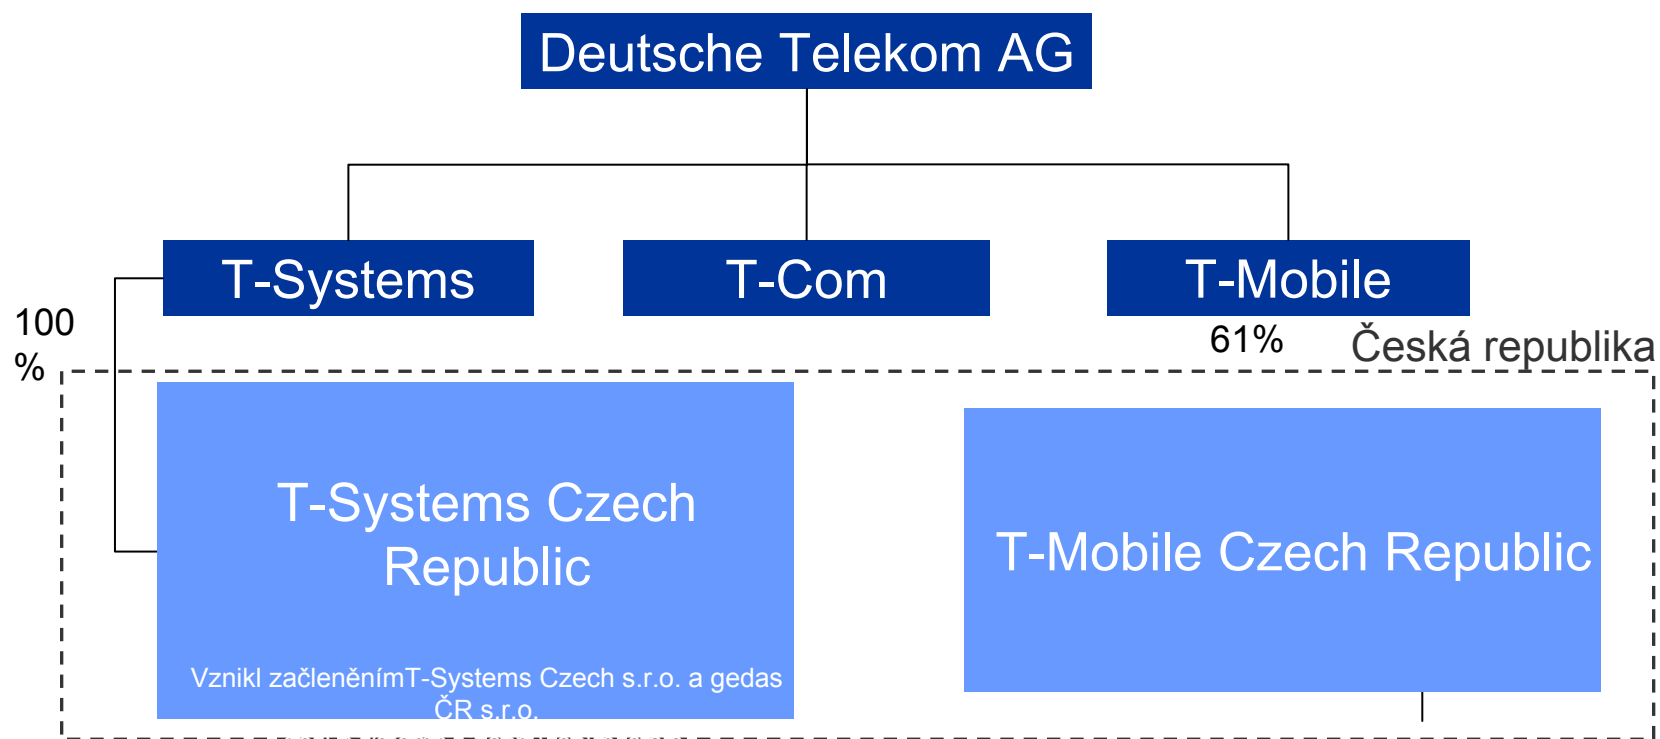 Deutsche Telekom AG
T-Systems
T-Com
T-Mobile
100
%
61%
Česká republika
T-Systems Czech
Republic
T-Mobile Czech Republic
Vznikl začleněnímT-Systems Czech s.r.o. a gedas
ČR s.r.o.